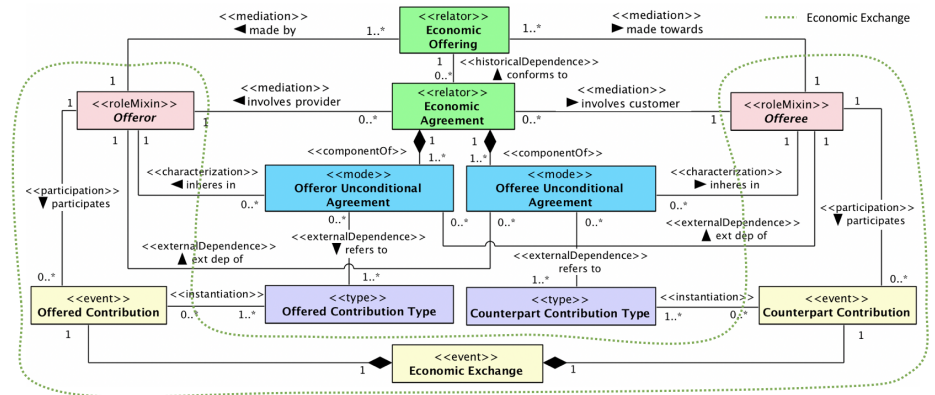 <<mediation>>
◀ made by
1..*
<<relator>>
Economic
Offering
1..*
<<mediation>>
▶ made towards
Economic Exchange
1
0..*
<<historicalDependence>>
▲ conforms to
1
1
1
<<roleMixin>>
Offeror
1
<<mediation>>
◀ involves provider
0..*
<<relator>>
Economic
Agreement
0..*
<<mediation>>
▶ involves customer
1
<<roleMixin>>
Offeree
1
1
1
1
1
<<componentOf>>
1
1..*
1
1..*
<<componentOf>>
<<characterization>>
◀ inheres in
0..*
<<mode>>
Offeror Unconditional
Agreement
<<mode>>
Offeree Unconditional
Agreement
<<characterization>>
▶ inheres in
0..*
<<participation>>
▼ participates
<<participation>>
▼ participates
0..*
0..*
0..*
0..*
<<externalDependence>>
▲ ext dep of
<<externalDependence>>
▼ refers to
1..*
<<externalDependence>>
refers to
1..*
<<externalDependence>>
▲ ext dep of
0..*
0..*
<<event>>
Offered Contribution
<<instantiation>>
0..*
1..*
<<type>>
Offered Contribution Type
<<type>>
Counterpart Contribution Type
<<instantiation>>
1..*
0..*
<<event>>
Counterpart Contribution
1
1
1
<<event>>
Economic Exchange
1